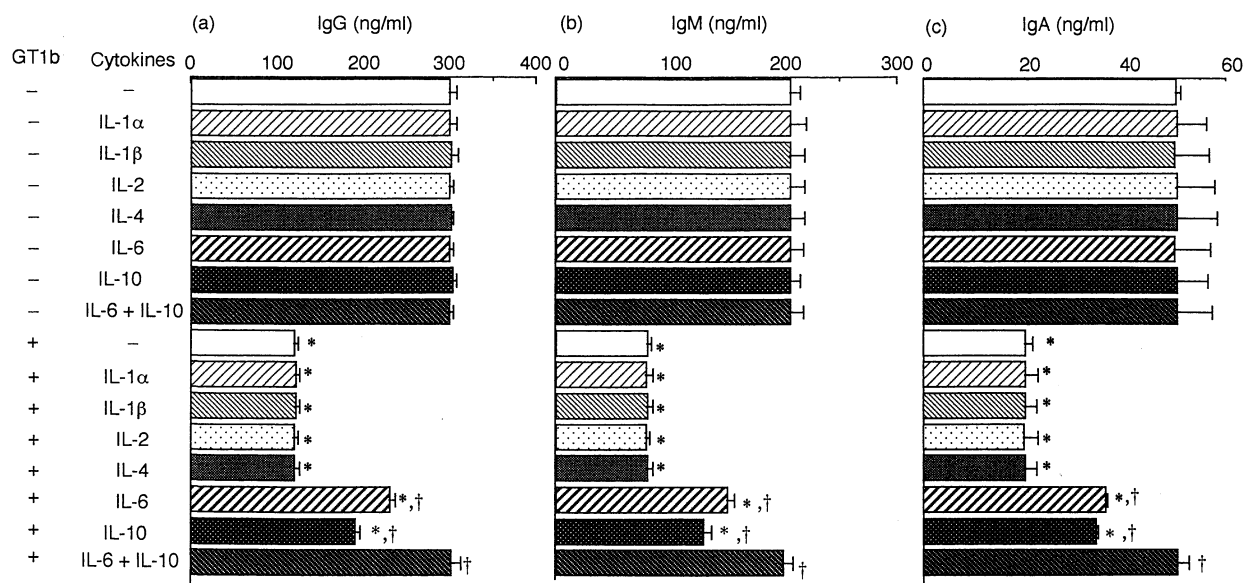 (a) IgG (ng/ml) (b) IgM (ng/ml) (c) IgA (ng/ml)
GT1b Cytokines 0 100 200 300 400 0 100 200 300 0 20 40 60
– –
– IL-1α
– IL-1β
– IL-2
– IL-4
– IL-6
– IL-10
– IL-6 + IL-10
+ – * * *
+ IL-1α * * *
+ IL-1β * * *
+ IL-2 * * *
+ IL-4 * * *
+ IL-6 *,† *,† *,†
+ IL-10 *,† *,† *,†
+ IL-6 + IL-10 † † †